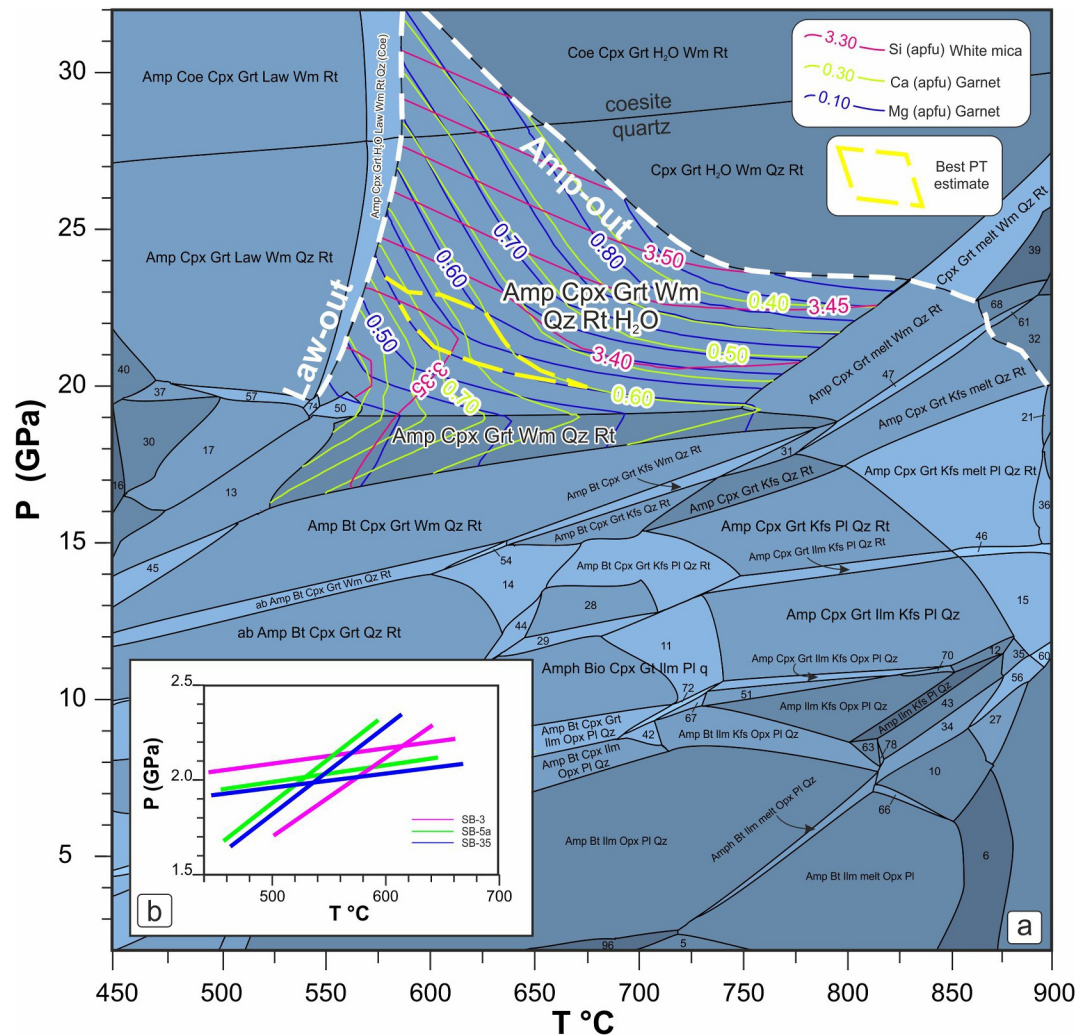 30
25
20
15
10
5
P (GPa)
450
500
550
600
650
700
750
800
850
900
T °C
3.30 Si (apfu) White mica
0.30 Ca (apfu) Garnet
0.10 Mg (apfu) Garnet
Best PT
estimate
Amp Coe Cpx Grt Law Wm Rt
Amp Cpx Grt H2O Law Wm Rt Qz (Coe)
Coe Cpx Grt H2O Wm Rt
coesite
quartz
Cpx Grt H2O Wm Qz Rt
Amp-out
Amp Cpx Grt Law Wm Qz Rt
Law-out
0.50
0.60
0.70
0.80
3.50
0.40
3.45
Amp Cpx Grt Wm
Qz Rt H2O
3.40
0.50
3.35
0.70
0.60
Cpx Grt melt Wm Qz Rt
39
68
61
32
Amp Cpx Grt melt Wm Qz Rt
47
Amp Cpx Grt Kfs melt Qz Rt
40
37
57
74
50
30
17
16
13
21
Amp Cpx Grt Wm Qz Rt
31
Amp Bt Cpx Grt Kfs Wm Qz Rt
Amp Bt Cpx Grt Kfs Qz Rt
Amp Cpx Grt Kfs Qz Rt
Amp Cpx Grt Kfs melt Pl Qz Rt
36
Amp Bt Cpx Grt Wm Qz Rt
Amp Cpx Grt Kfs Pl Qz Rt
46
45
54
14
Amp Bt Cpx Grt Kfs Pl Qz Rt
Amp Cpx Grt Ilm Kfs Pl Qz Rt
ab Amp Bt Cpx Grt Wm Qz Rt
28
15
ab Amp Bt Cpx Grt Qz Rt
44
29
11
Amp Cpx Grt Ilm Kfs Pl Qz
Amph Bio Cpx Gt Ilm Pl q
Amp Cpx Grt Ilm Kfs Opx Pl Qz
70
12
35
60
56
72
51
67
Amp Ilm Kfs Opx Pl Qz
Amp Ilm Kfs Pl Qz
43
34
27
Amp Bt Cpx Grt
Ilm Opx Pl Qz
42
Amp Bt Ilm Kfs Opx Pl Qz
63
78
Amp Bt Cpx Ilm
Opx Pl Qz
10
66
Amph Bt Ilm melt Opx Pl Qz
Amp Bt Ilm Opx Pl Qz
Amp Bt Ilm melt Opx Pl
6
96
5
a
2.5
2.0
1.5
P (GPa)
500
600
700
T °C
SB-3
SB-5a
SB-35
b